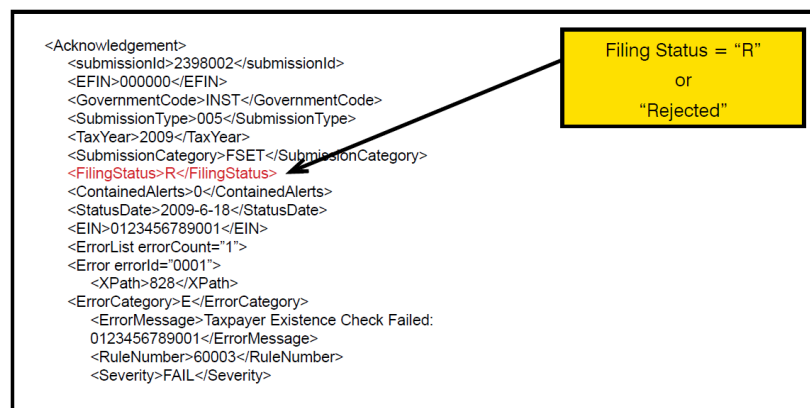 <Acknowledgement>
<submissionId>2398002</submissionId>
<EFIN>000000</EFIN>
<GovernmentCode>INST</GovernmentCode>
<SubmissionType>005</SubmissionType>
<TaxYear>2009</TaxYear>
<SubmissionCategory>FSET</SubmissionCategory>
<FilingStatus>R</FilingStatus>
<ContainedAlerts>0</ContainedAlerts>
<StatusDate>2009-6-18</StatusDate>
<EIN>0123456789001</EIN>
<ErrorList errorCount="1">
<Error errorId="0001">
<XPath>828</XPath>
<ErrorCategory>E</ErrorCategory>
<ErrorMessage>Taxpayer Existence Check Failed:
0123456789001</ErrorMessage>
<RuleNumber>60003</RuleNumber>
<Severity>FAIL</Severity>
Filing Status = “R”
or
“Rejected”